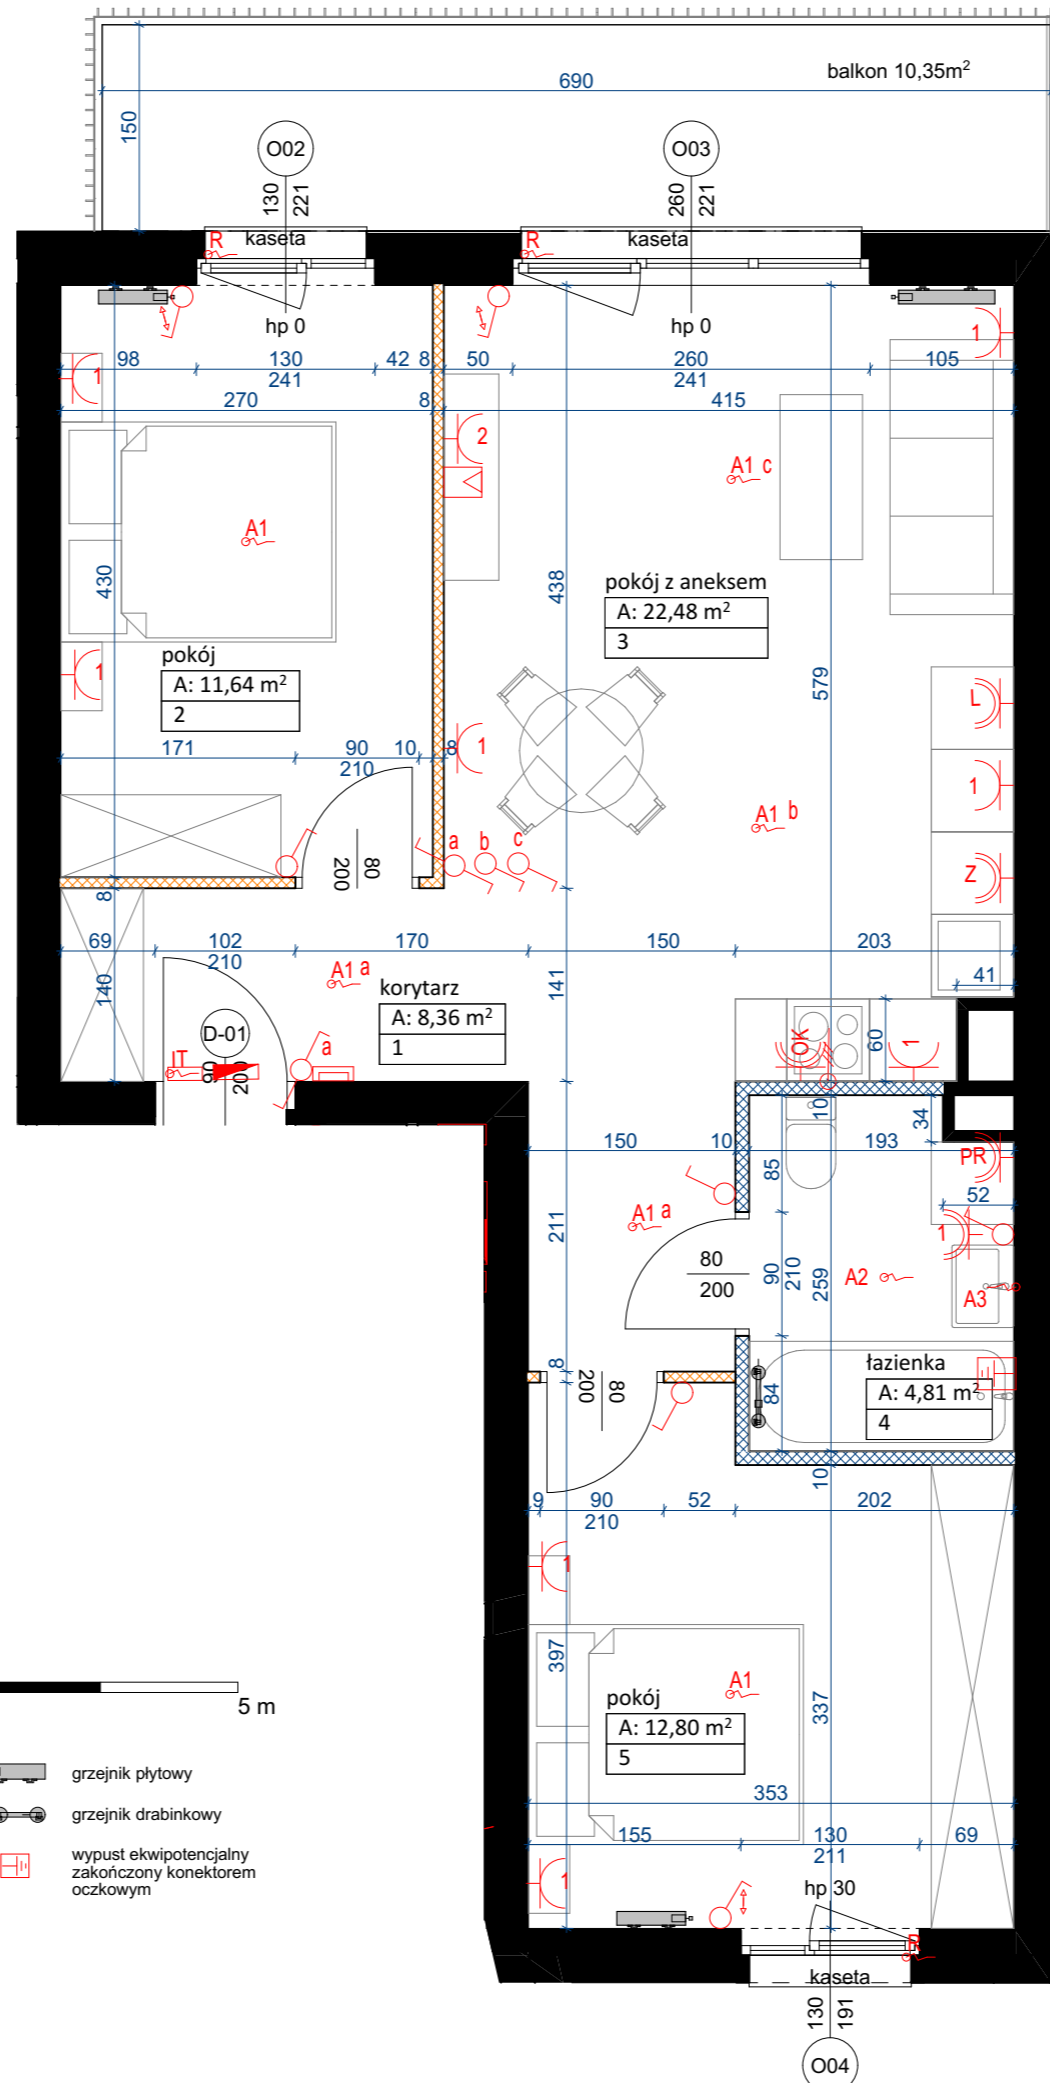 balkon 10,35m²
690
150
O02
O03
130
221
260
221
R
kaseta
R
kaseta
hp 0
hp 0
1
98
130
42
8
50
260
105
241
241
1
270
8
415
2
A1 c
A1
430
438
pokój z aneksem
A: 22,48 m²
3
pokój
A: 11,64 m²
2
1
579
L
171
90
10
8
1
210
1
A1 b
a
b
c
80
200
Z
8
69
102
170
150
203
210
140
A1 a
141
41
korytarz
A: 8,36 m²
1
D-01
IT
90
200
a
OK
60
1
10
34
150
10
193
85
PR
52
211
A1 a
1
80
200
90
210
259
A2
A3
8
80
200
łazienka
A: 4,81 m²
4
84
10
9
90
52
202
210
1
397
337
A1
pokój
A: 12,80 m²
5
353
155
130
69
211
1
hp 30
R
kaseta
130
191
O04
5 m
grzejnik płytowy
grzejnik drabinkowy
wypust ekwipotencjalny
zakończony konektorem
oczkowym